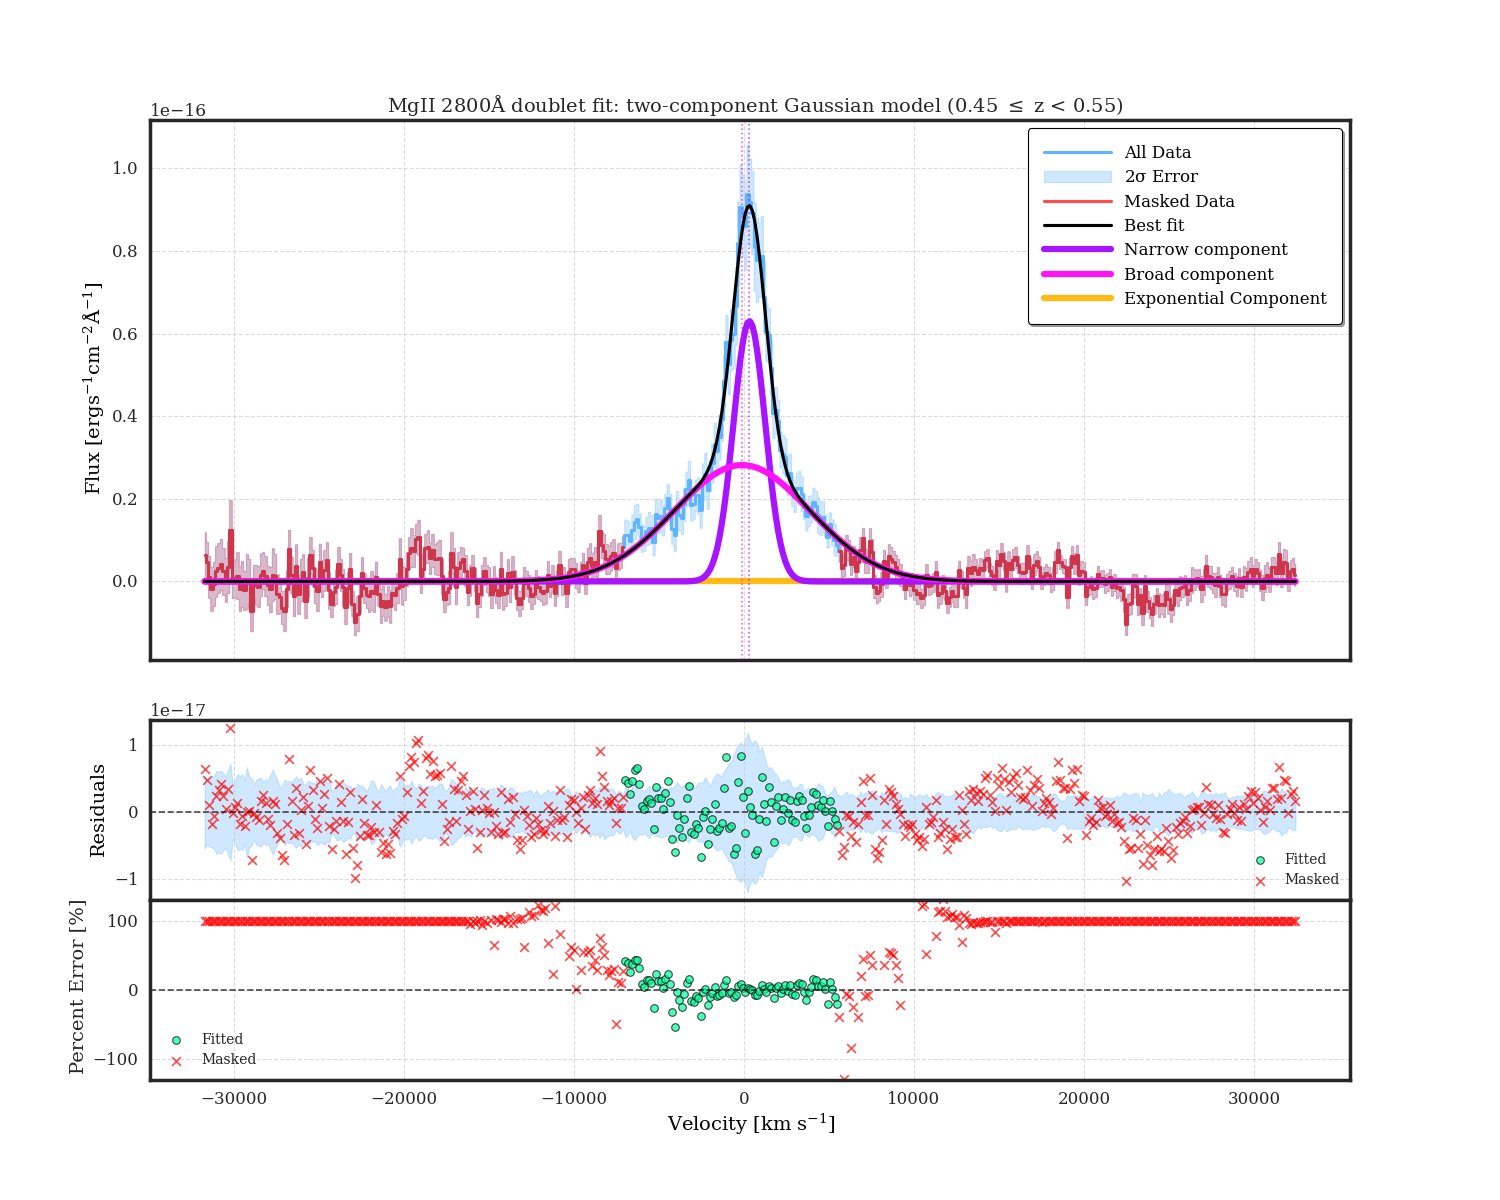 MgII 2800Å doublet fit: two-component Gaussian model (0.45 ≤ z < 0.55)
1e−16
All Data
2σ Error
Masked Data
Best fit
Narrow component
Broad component
Exponential Component
Flux [ergs⁻¹cm⁻²Å⁻¹]
1.0
0.8
0.6
0.4
0.2
0.0
1e−17
Residuals
1
0
−1
Fitted
Masked
Percent Error [%]
100
0
−100
Fitted
Masked
−30000 −20000 −10000 0 10000 20000 30000
Velocity [km s⁻¹]